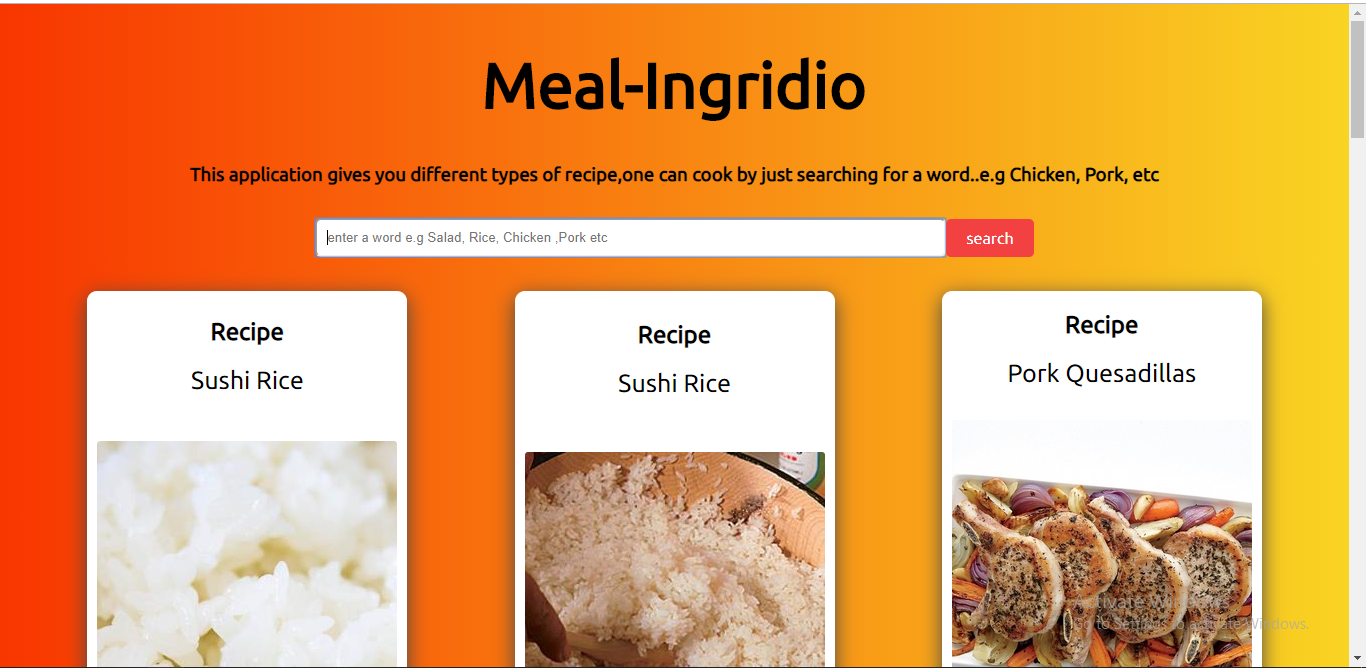 Meal-Ingridio
This application gives you different types of recipe,one can cook by just searching for a word..e.g Chicken, Pork, etc
enter a word e.g Salad, Rice, Chicken ,Pork etc
search
Recipe
Sushi Rice
Recipe
Sushi Rice
Recipe
Pork Quesadillas
Activate Windows
Go to Settings to activate Windows.